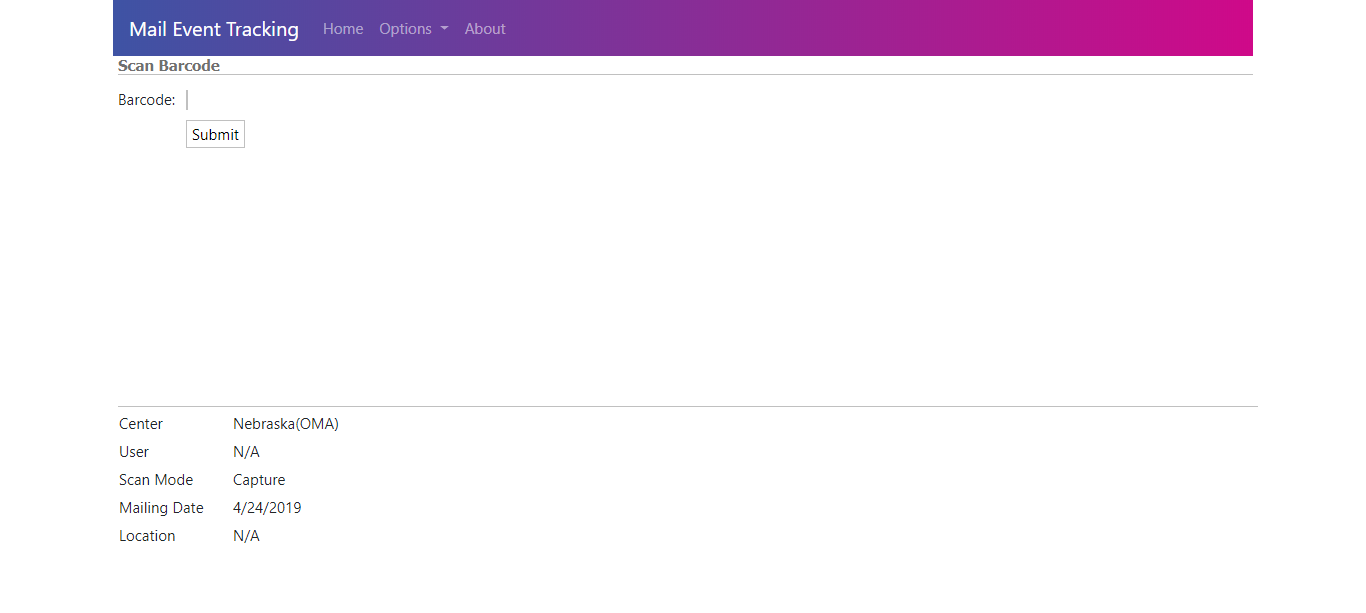 Mail Event Tracking Home Options About
Scan Barcode
Barcode:
Submit
Center Nebraska(OMA)
User N/A
Scan Mode Capture
Mailing Date 4/24/2019
Location N/A